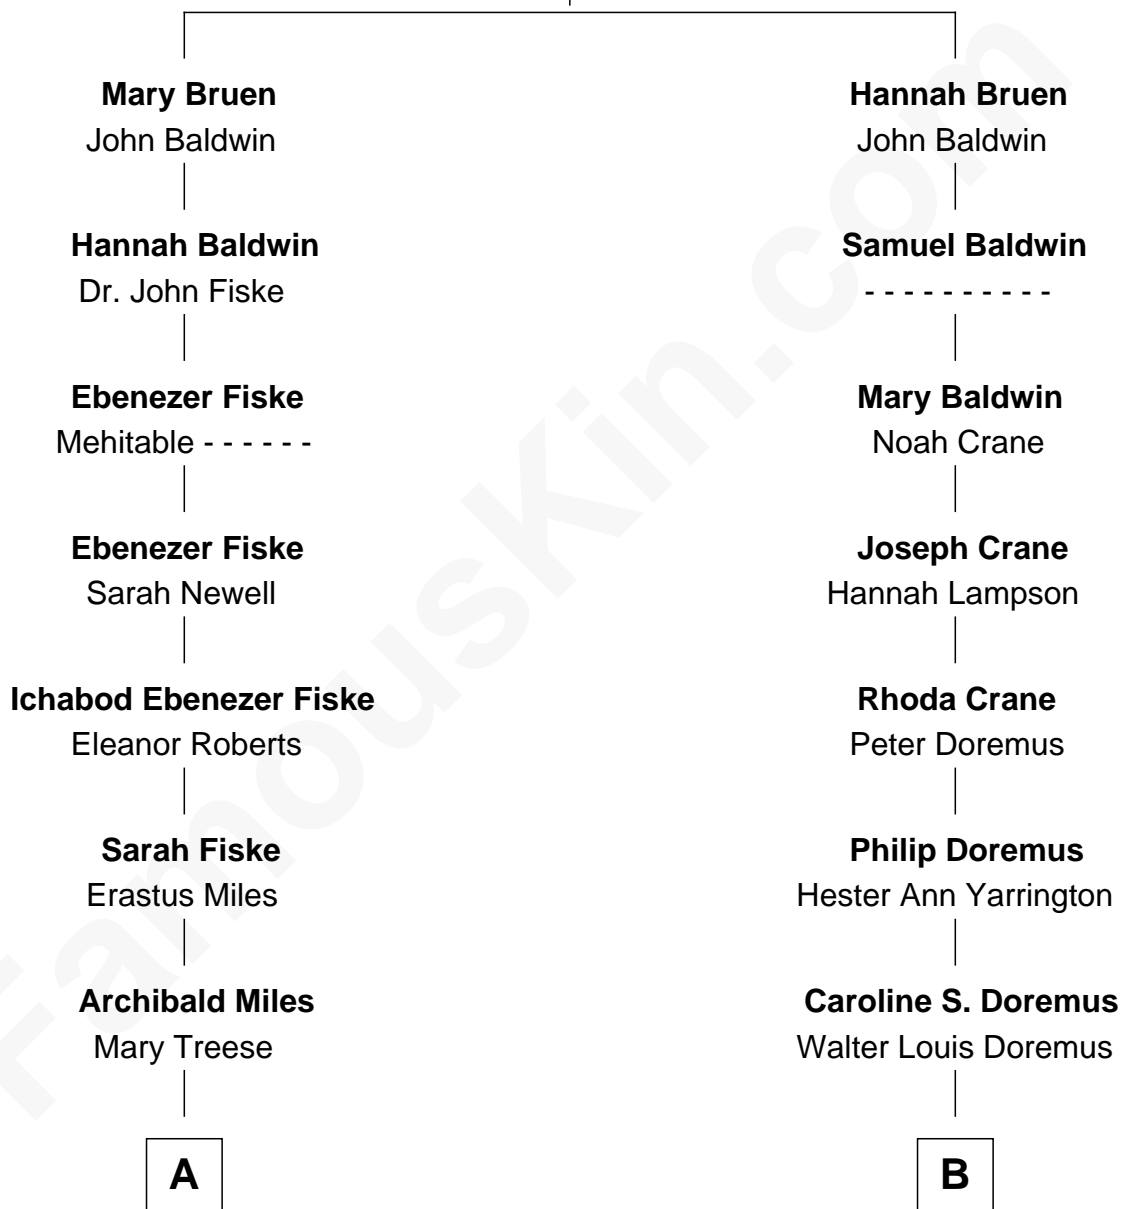 Mary Bruen
John Baldwin
Hannah Baldwin
Dr. John Fiske
Ebenezer Fiske
Mehitable - - - - - -
Ebenezer Fiske
Sarah Newell
Ichabod Ebenezer Fiske
Eleanor Roberts
Sarah Fiske
Erastus Miles
Archibald Miles
Mary Treese
A
Hannah Bruen
John Baldwin
Samuel Baldwin
- - - - - - - - - -
Mary Baldwin
Noah Crane
Joseph Crane
Hannah Lampson
Rhoda Crane
Peter Doremus
Philip Doremus
Hester Ann Yarrington
Caroline S. Doremus
Walter Louis Doremus
B
FamousKin.com